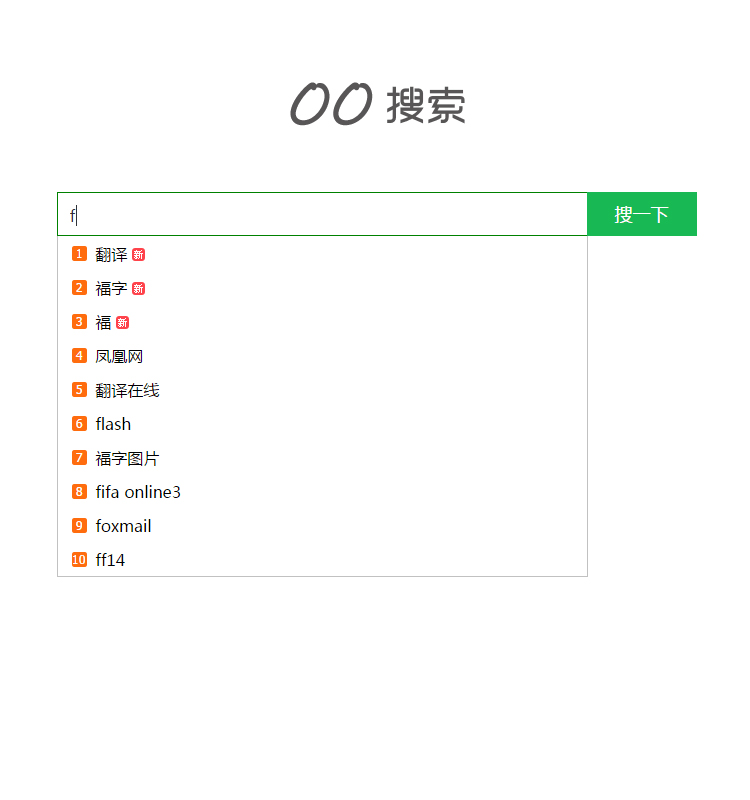 OO 搜索
f 搜一下
1 翻译 新
2 福字 新
3 福 新
4 凤凰网
5 翻译在线
6 flash
7 福字图片
8 fifa online3
9 foxmail
10 ff14